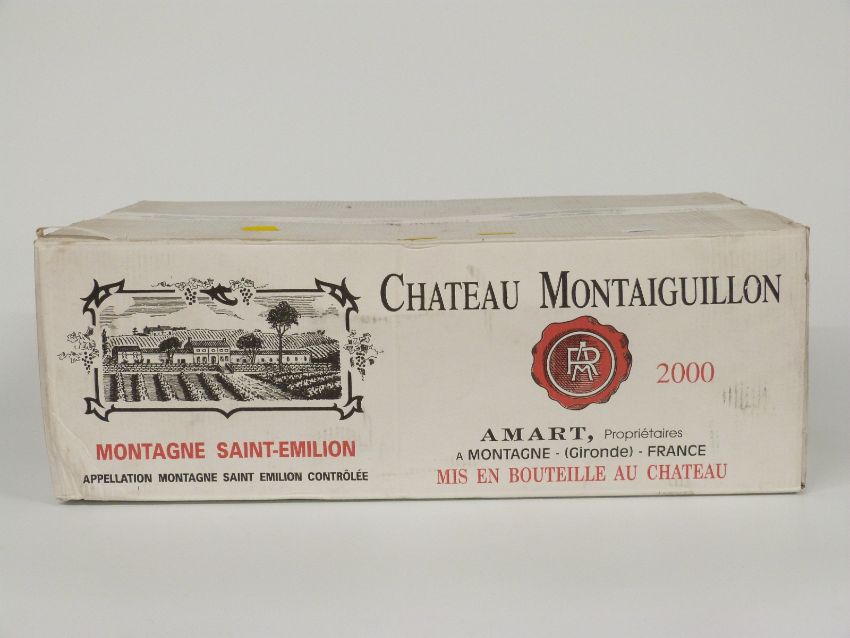 CHATEAU MONTAIGUILLON
2000
MONTAGNE SAINT-EMILION
APPELLATION MONTAGNE SAINT EMILION CONTRÔLÉE
AMART, Propriétaires
A MONTAGNE - (Gironde) - FRANCE
MIS EN BOUTEILLE AU CHATEAU